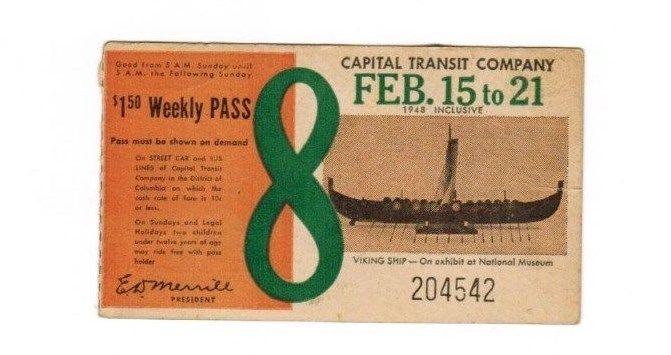 Good from 5 A.M. Sunday until
5 A.M. the Following Sunday
$1.50 Weekly PASS
Pass must be shown on demand
On STREET CAR and BUS
LINES of Capital Transit
Company in the District of
Columbia on which the
cash rate of fare is 10¢
or less.
On Sundays and Legal
Holidays two children
under twelve years of age
may ride free with pass
holder
E D Merrill
PRESIDENT
8
CAPITAL TRANSIT COMPANY
FEB. 15 to 21
1948 INCLUSIVE
VIKING SHIP — On exhibit at National Museum
204542